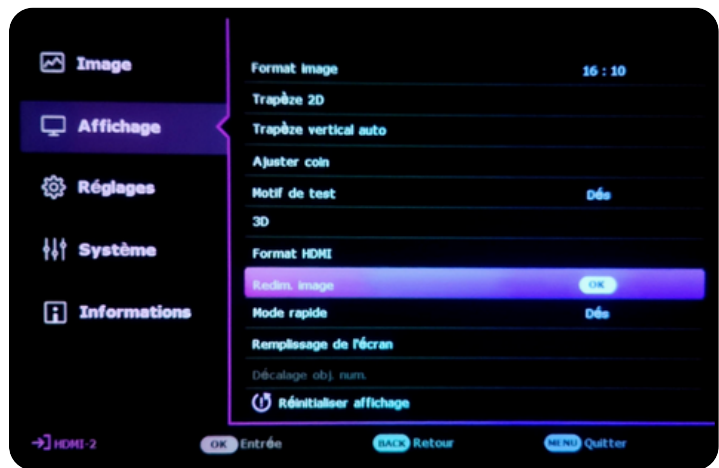 Image
Affichage
Réglages
Système
Informations
Format image 16 : 10
Trapèze 2D
Trapèze vertical auto
Ajuster coin
Motif de test Dés
3D
Format HDMI
Redim. image OK
Mode rapide Dés
Remplissage de l'écran
Décalage obj. num.
Réinitialiser affichage
HDMI-2 OK Entrée BACK Retour MENU Quitter